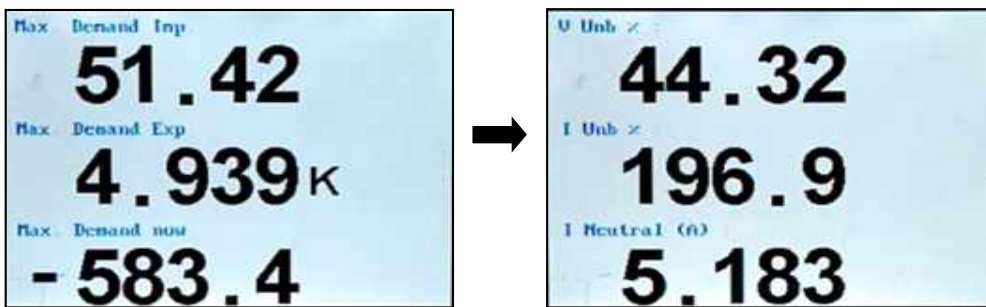 Max Demand Imp
51.42
Max Demand Exp
4.939 K
Max Demand now
-583.4
V Unb %
44.32
I Unb %
196.9
I Neutral (A)
5.183